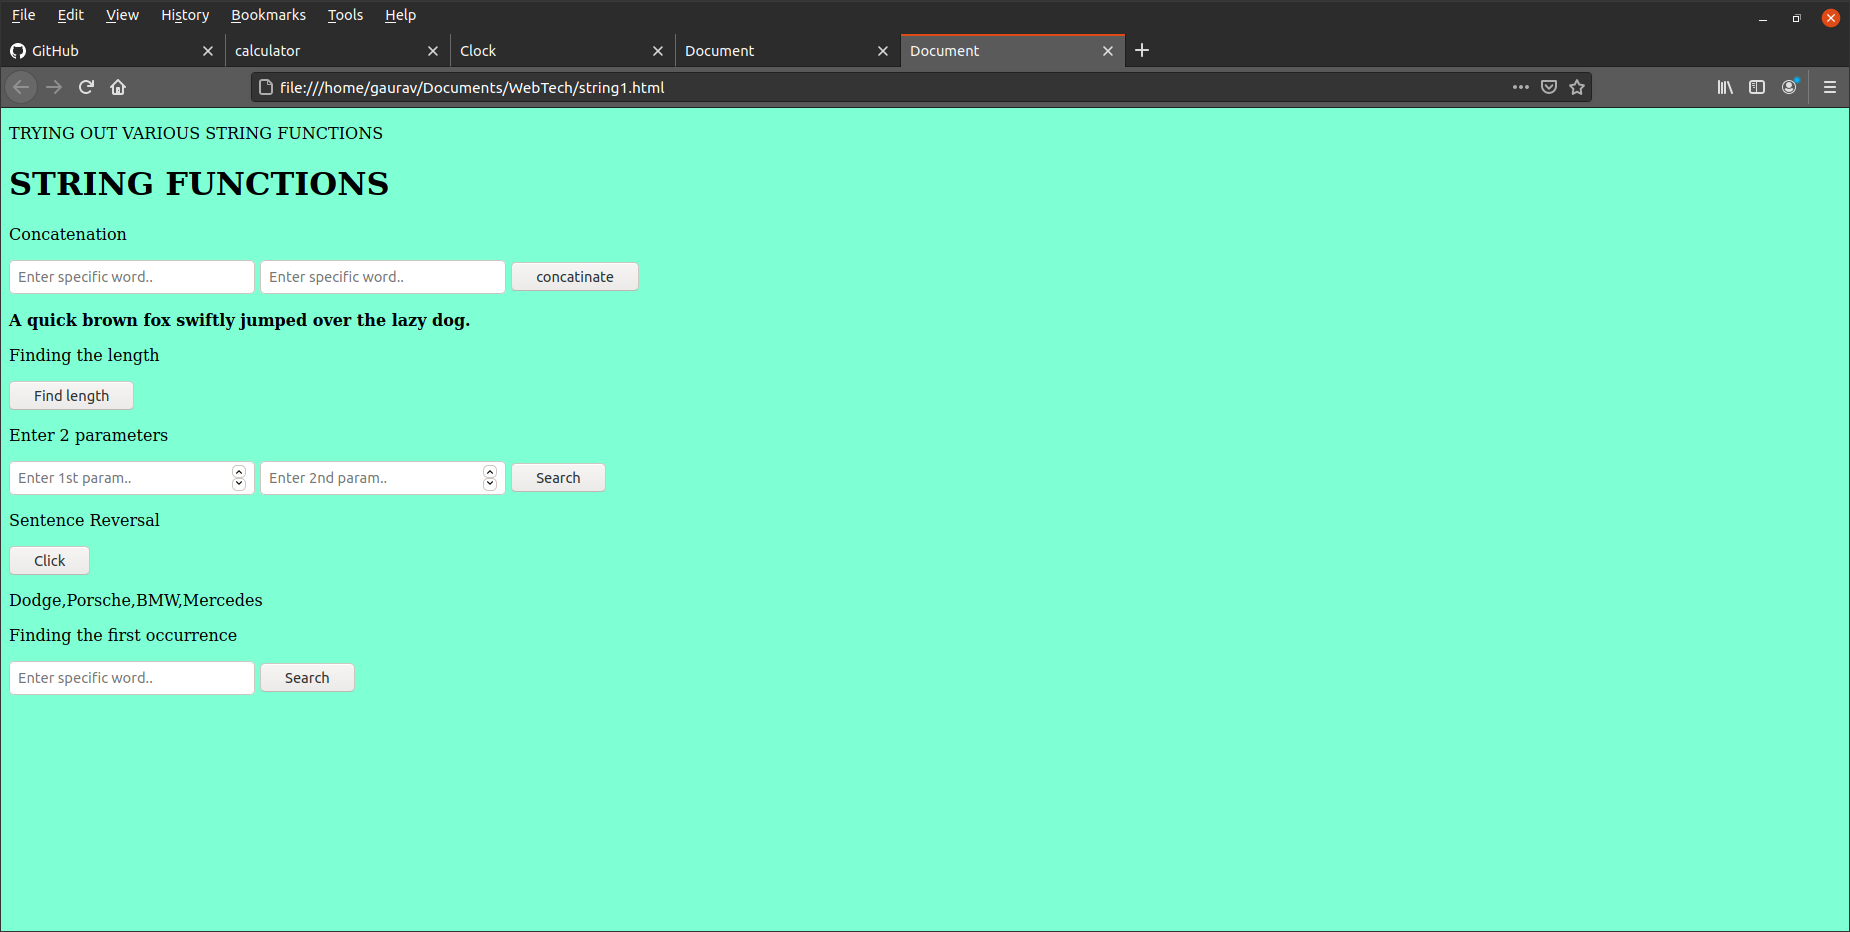 File Edit View History Bookmarks Tools Help
GitHub calculator Clock Document Document
file:///home/gaurav/Documents/WebTech/string1.html
TRYING OUT VARIOUS STRING FUNCTIONS
STRING FUNCTIONS
Concatenation
Enter specific word.. Enter specific word.. concatinate
A quick brown fox swiftly jumped over the lazy dog.
Finding the length
Find length
Enter 2 parameters
Enter 1st param.. Enter 2nd param.. Search
Sentence Reversal
Click
Dodge,Porsche,BMW,Mercedes
Finding the first occurrence
Enter specific word.. Search